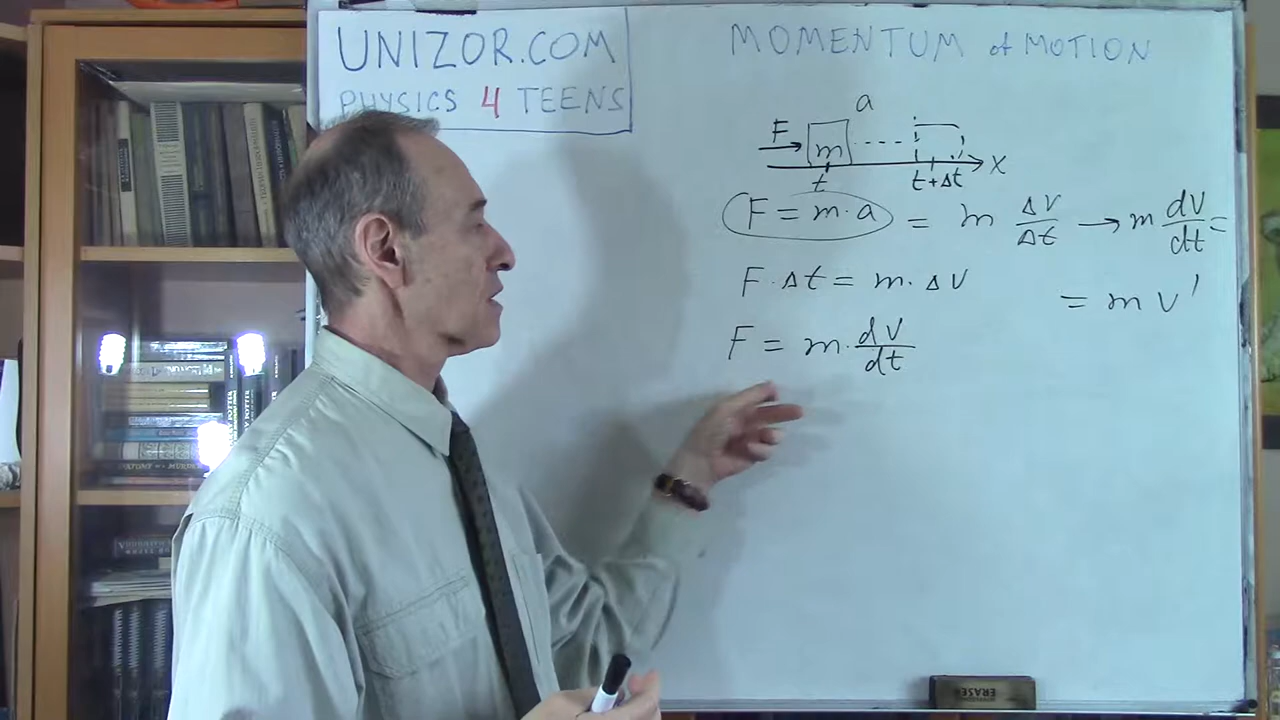 UNIZOR.COM
PHYSICS 4 TEENS
MOMENTUM of MOTION
a
F m
t t+Δt X
F = m·a = m ΔV/Δt → m dV/dt =
F·Δt = m·ΔV
= m V'
F = m·dV/dt
ERASE